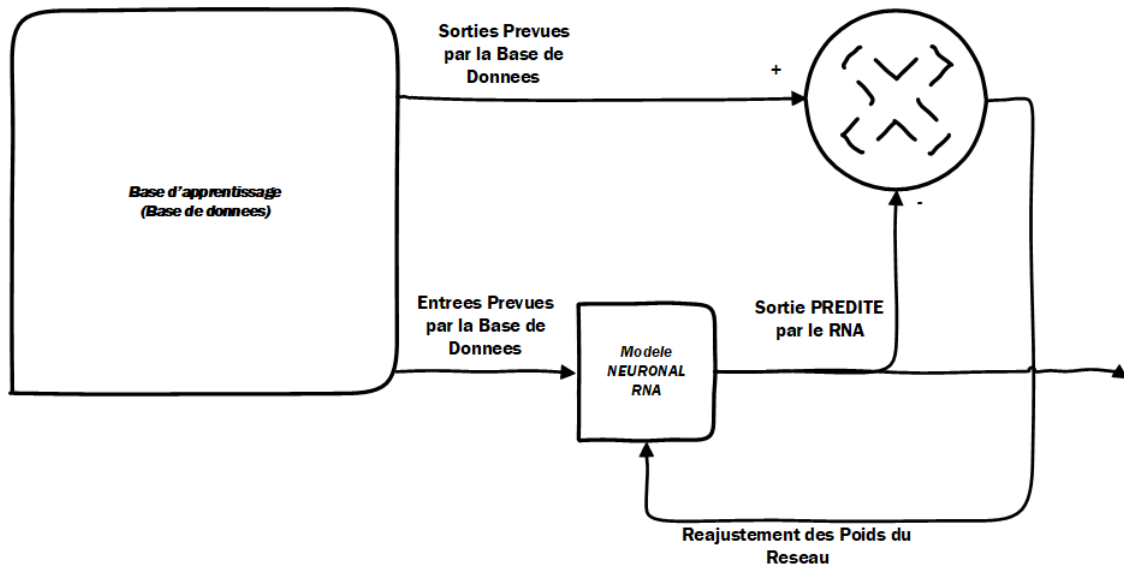 Sorties Prevues
par la Base de
Donnees
+
Base d'apprentissage
(Base de donnees)
-
Entrees Prevues
par la Base de
Donnees
Sortie PREDITE
par le RNA
Modele
NEURONAL
RNA
Reajustement des Poids du
Reseau